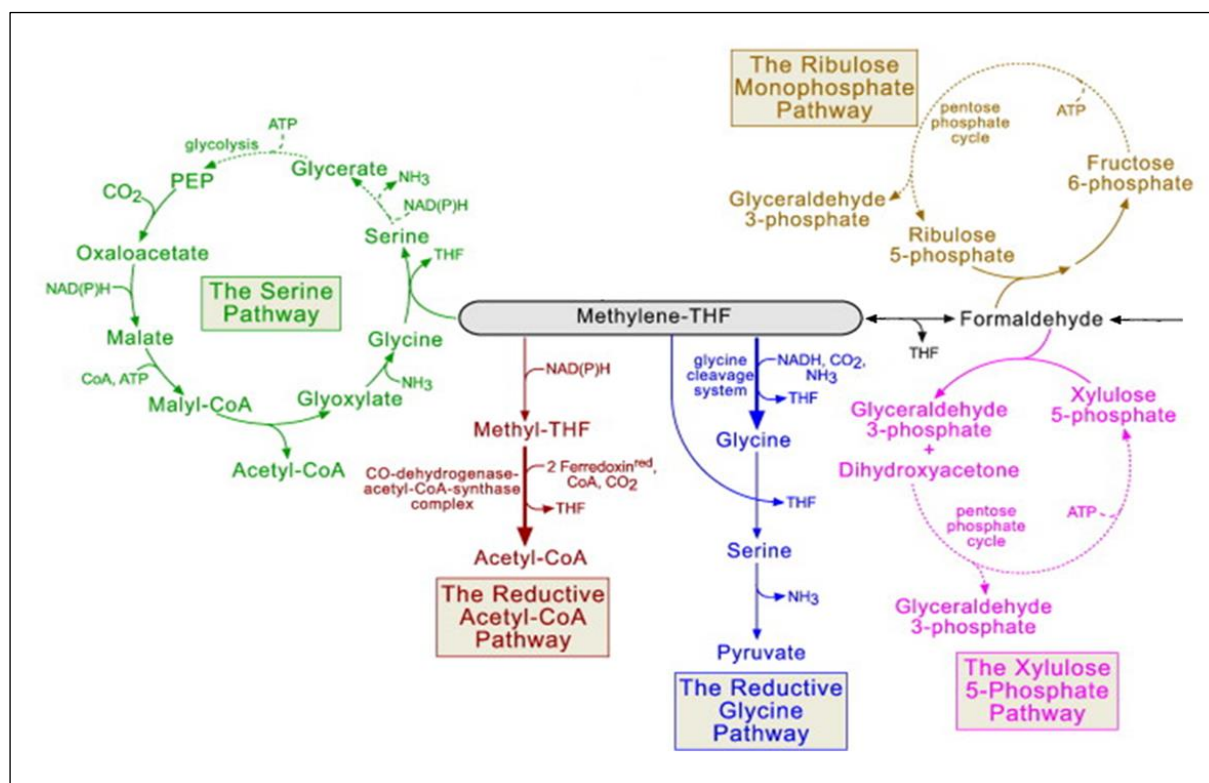 The Ribulose
Monophosphate
Pathway
pentose
phosphate
cycle
ATP
Fructose
6-phosphate
Glyceraldehyde
3-phosphate
Ribulose
5-phosphate
ATP
glycolysis
Glycerate
PEP
CO2
NH3
NAD(P)H
Serine
THF
Oxaloacetate
NAD(P)H
The Serine
Pathway
Malate
Glycine
CoA, ATP
NH3
Malyl-CoA
Glyoxylate
Acetyl-CoA
Methylene-THF
THF
Formaldehyde
NAD(P)H
Methyl-THF
CO-dehydrogenase-
acetyl-CoA-synthase
complex
2 Ferredoxinred,
CoA, CO2
THF
Acetyl-CoA
The Reductive
Acetyl-CoA
Pathway
glycine
cleavage
system
NADH, CO2,
NH3
THF
Glycine
THF
Serine
NH3
Pyruvate
The Reductive
Glycine
Pathway
Glyceraldehyde
3-phosphate
+
Dihydroxyacetone
Xylulose
5-phosphate
pentose
phosphate
cycle
ATP
Glyceraldehyde
3-phosphate
The Xylulose
5-Phosphate
Pathway